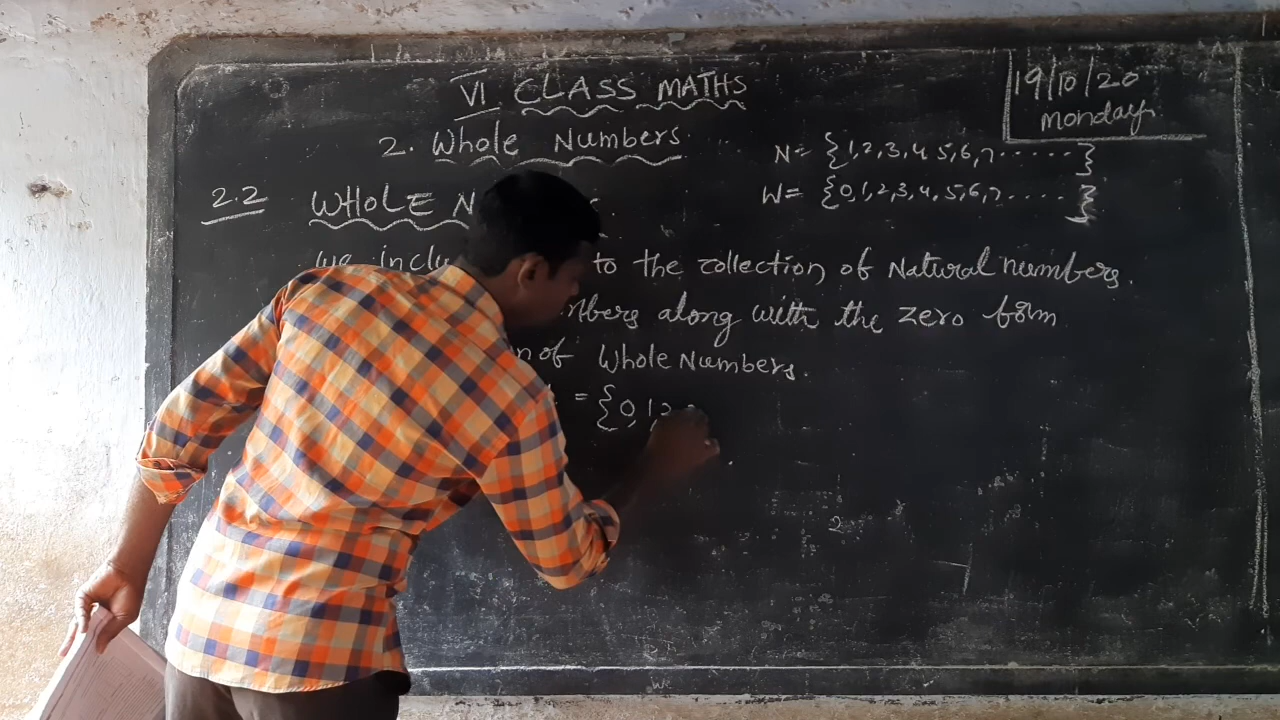 VI CLASS MATHS
19/10/20
Monday
2. Whole Numbers
N = {1,2,3,4 5,6,7.....}
W = {0,1,2,3,4,5,6,7.....}
2.2 WHOLE
we to the collection of Natural numbers.
along with the zero form
of Whole Numbers.
= {0,1,2